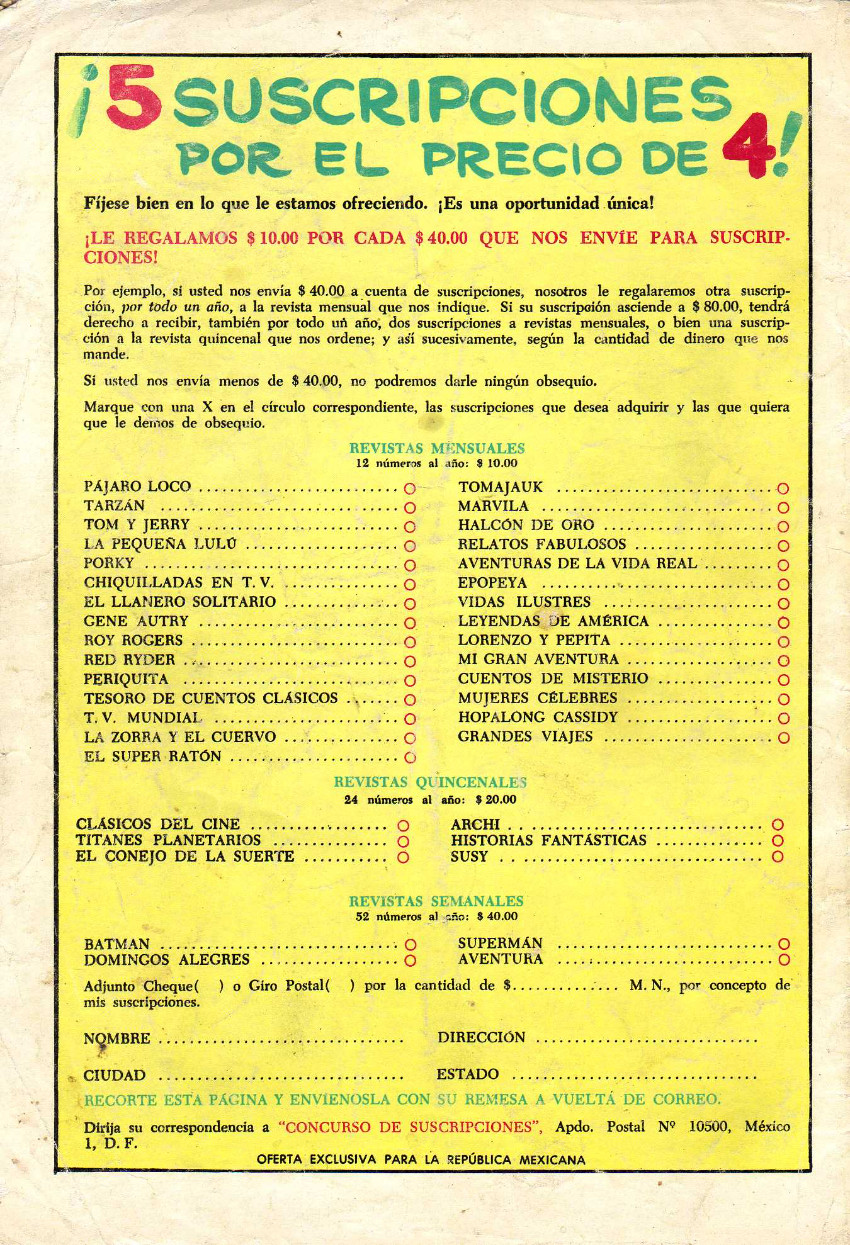 ¡5 SUSCRIPCIONES
POR EL PRECIO DE 4!
Fíjese bien en lo que le estamos ofreciendo. ¡Es una oportunidad única!
¡LE REGALAMOS $ 10.00 POR CADA $ 40.00 QUE NOS ENVÍE PARA SUSCRIP-
CIONES!
Por ejemplo, si usted nos envía $ 40.00 a cuenta de suscripciones, nosotros le regalaremos otra suscrip-
ción, por todo un año, a la revista mensual que nos indique. Si su suscripción asciende a $ 80.00, tendrá
derecho a recibir, también por todo un año, dos suscripciones a revistas mensuales, o bien una suscrip-
ción a la revista quincenal que nos ordene; y así sucesivamente, según la cantidad de dinero que nos
mande.
Si usted nos envía menos de $ 40.00, no podremos darle ningún obsequio.
Marque con una X en el círculo correspondiente, las suscripciones que desea adquirir y las que quiera
que le demos de obsequio.
REVISTAS MENSUALES
12 números al año: $ 10.00
PÁJARO LOCO ........................ O
TARZÁN ........................ O
TOM Y JERRY ........................ O
LA PEQUEÑA LULÚ ........................ O
PORKY ........................ O
CHIQUILLADAS EN T. V. ........................ O
EL LLANERO SOLITARIO ........................ O
GENE AUTRY ........................ O
ROY ROGERS ........................ O
RED RYDER ........................ O
PERIQUITA ........................ O
TESORO DE CUENTOS CLÁSICOS ....... O
T. V. MUNDIAL ........................ O
LA ZORRA Y EL CUERVO ............... O
EL SUPER RATÓN ..................... O
TOMAJAUK ........................ O
MARVILA ........................ O
HALCÓN DE ORO ........................ O
RELATOS FABULOSOS ........................ O
AVENTURAS DE LA VIDA REAL ......... O
EPOPEYA ........................ O
VIDAS ILUSTRES ........................ O
LEYENDAS DE AMÉRICA ................ O
LORENZO Y PEPITA .................... O
MI GRAN AVENTURA ................... O
CUENTOS DE MISTERIO ............... O
MUJERES CÉLEBRES .................... O
HOPALONG CASSIDY ................... O
GRANDES VIAJES ...................... O
REVISTAS QUINCENALES
24 números al año: $ 20.00
CLÁSICOS DEL CINE .................. O
TITANES PLANETARIOS ............... O
EL CONEJO DE LA SUERTE ........... O
ARCHI .............................. O
HISTORIAS FANTÁSTICAS .............. O
SUSY .............................. O
REVISTAS SEMANALES
52 números al año: $ 40.00
BATMAN .............................. O
DOMINGOS ALEGRES .................. O
SUPERMÁN ........................... O
AVENTURA ........................... O
Adjunto Cheque( ) o Giro Postal( ) por la cantidad de $.............. M. N., por concepto de
mis suscripciones.
NOMBRE ................................ DIRECCIÓN .............................
CIUDAD ................................ ESTADO ................................
RECORTE ESTA PÁGINA Y ENVÍENOSLA CON SU REMESA A VUELTA DE CORREO.
Dirija su correspondencia a "CONCURSO DE SUSCRIPCIONES", Apdo. Postal Nº 10500, México
1, D. F.
OFERTA EXCLUSIVA PARA LA REPÚBLICA MEXICANA